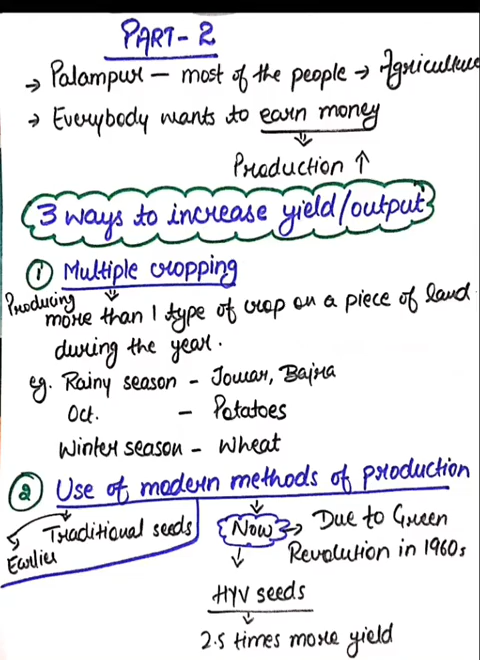 PART-2
→ Palampur — most of the people → Agriculture
→ Everybody wants to earn money
Production ↑
3 ways to increase yield/output
① Multiple cropping
Producing more than 1 type of crop on a piece of land
during the year.
eg. Rainy season - Jowar, Bajra
Oct. - Potatoes
Winter season - Wheat
② Use of modern methods of production
Traditional seeds
Earlier
Now → Due to Green
Revolution in 1960s
HYV seeds
2.5 times more yield